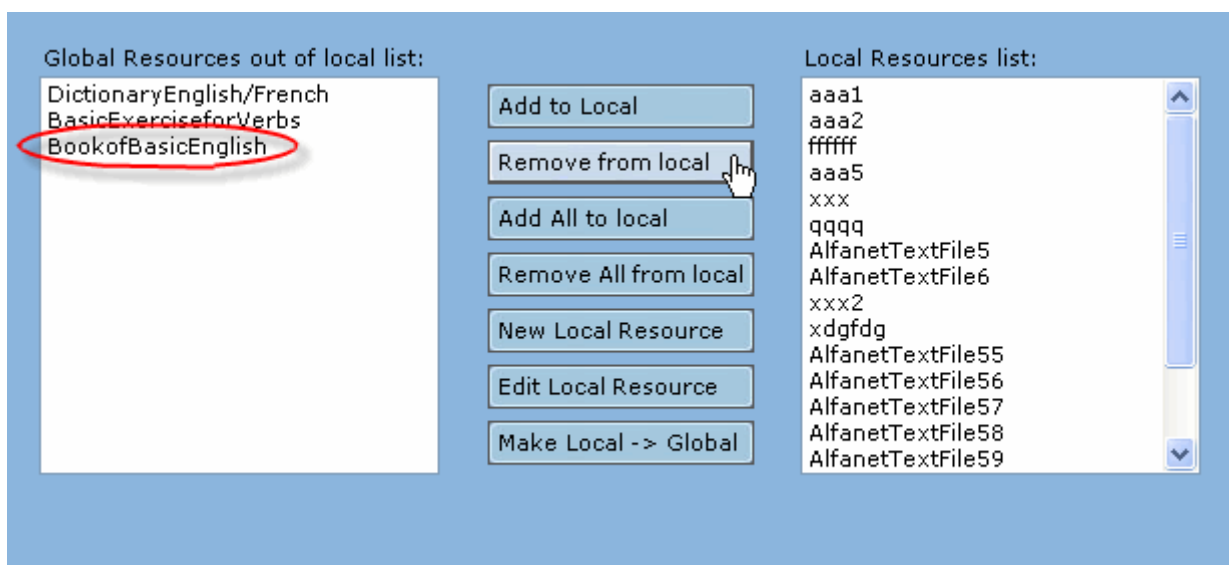 Global Resources out of local list:
DictionaryEnglish/French
BasicExerciseforVerbs
BookofBasicEnglish
Add to Local
Remove from local
Add All to local
Remove All from local
New Local Resource
Edit Local Resource
Make Local -> Global
Local Resources list:
aaa1
aaa2
ffffff
aaa5
xxx
qqqq
AlfanetTextFile5
AlfanetTextFile6
xxx2
xdgfdg
AlfanetTextFile55
AlfanetTextFile56
AlfanetTextFile57
AlfanetTextFile58
AlfanetTextFile59